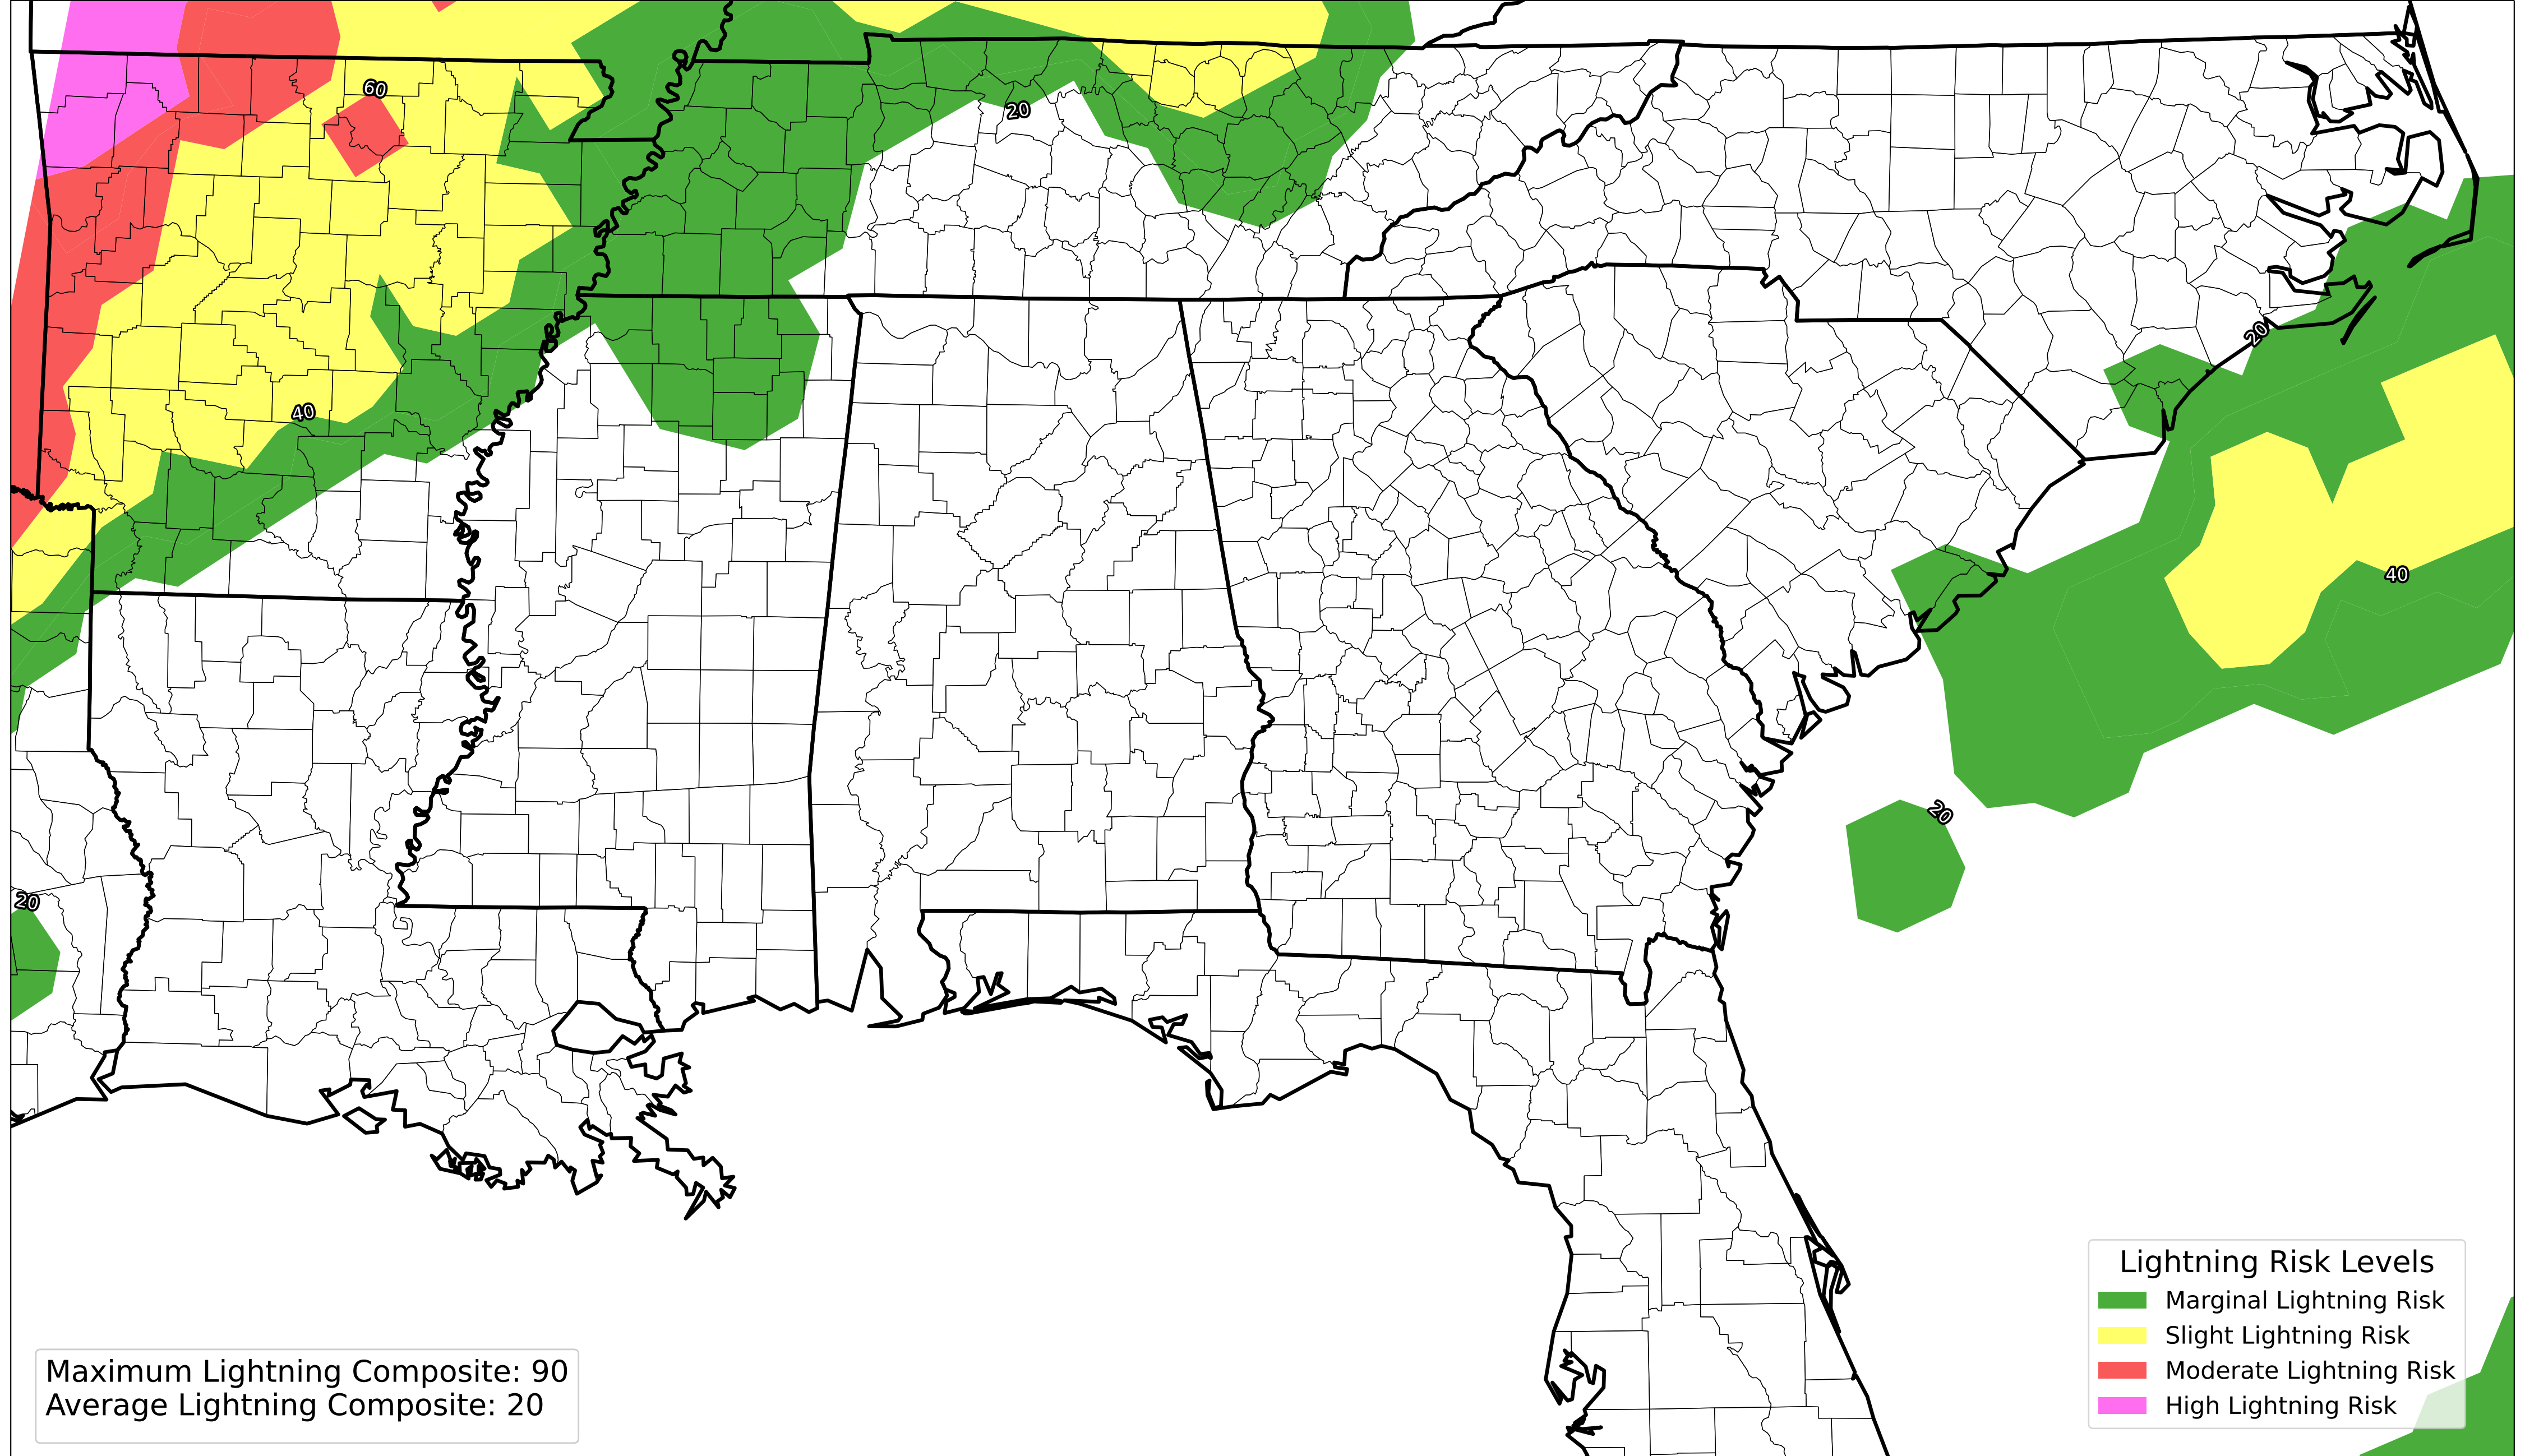 60
20
20
40
40
20
20
Lightning Risk Levels
Marginal Lightning Risk
Slight Lightning Risk
Moderate Lightning Risk
High Lightning Risk
Maximum Lightning Composite: 90
Average Lightning Composite: 20